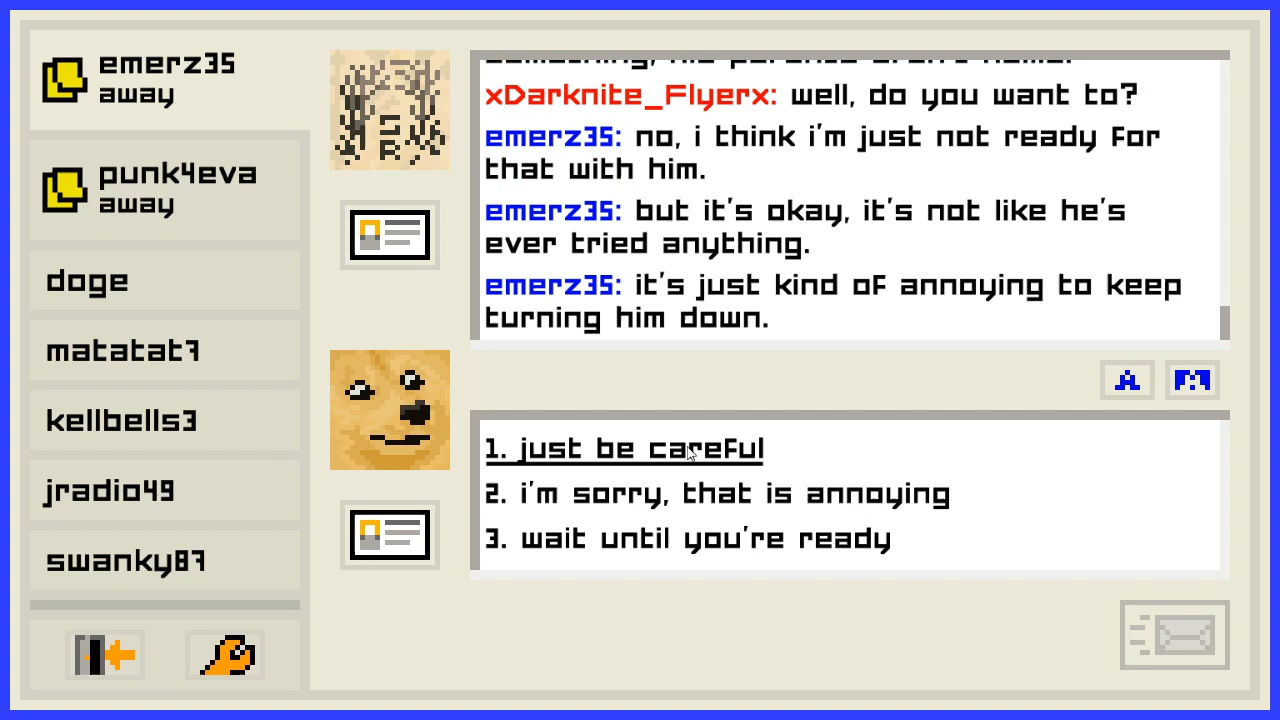 emerz35
away
punk4eva
away
doge
matatat7
kellbells3
jradio49
swanky87
xDarknite_Flyerx: well, do you want to?
emerz35: no, i think i'm just not ready for
that with him.
emerz35: but it's okay, it's not like he's
ever tried anything.
emerz35: it's just kind of annoying to keep
turning him down.
A
1. just be careful
2. i'm sorry, that is annoying
3. wait until you're ready